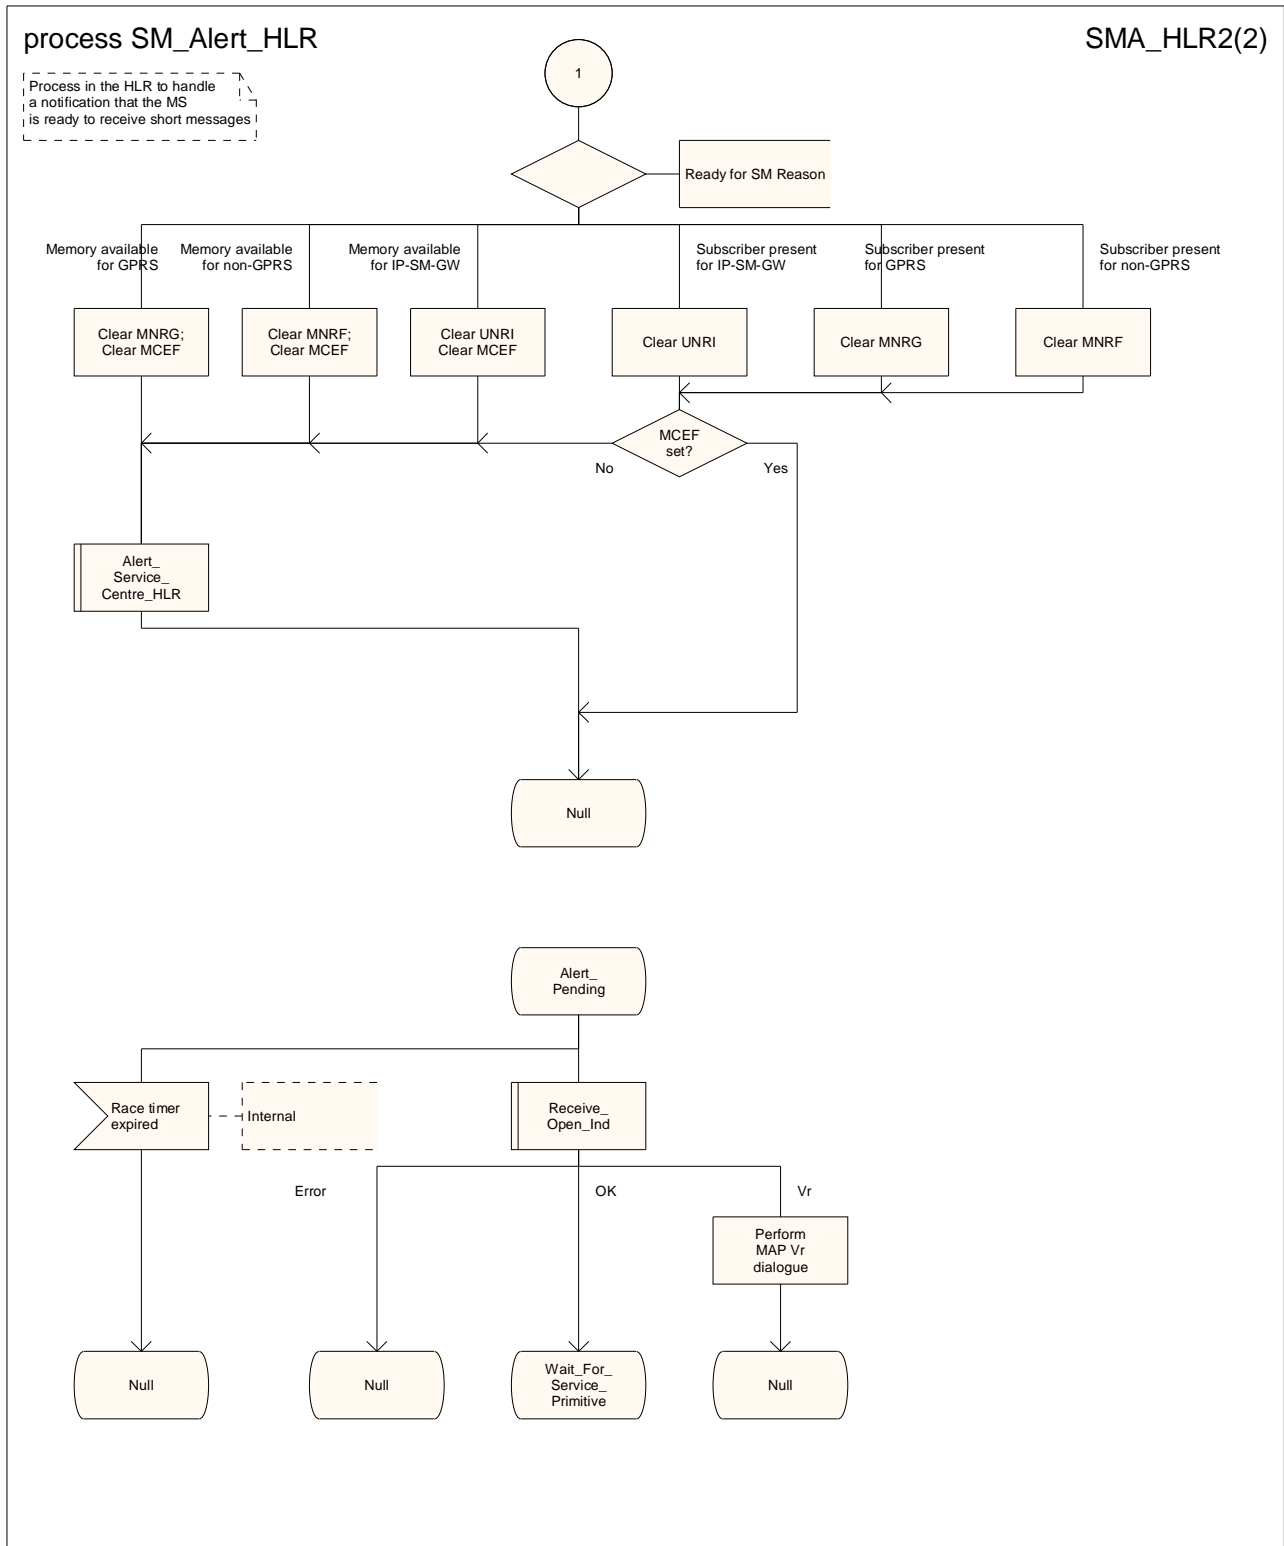 process SM_Alert_HLR
SMA_HLR2(2)
Process in the HLR to handle
a notification that the MS
is ready to receive short messages
1
Ready for SM Reason
Memory available
for GPRS
Memory available
for non-GPRS
Memory available
for IP-SM-GW
Subscriber present
for IP-SM-GW
Subscriber present
for GPRS
Subscriber present
for non-GPRS
Clear MNRG;
Clear MCEF
Clear MNRF;
Clear MCEF
Clear UNRI
Clear MCEF
Clear UNRI
Clear MNRG
Clear MNRF
MCEF
set?
No
Yes
Alert_
Service_
Centre_HLR
Null
Alert_
Pending
Race timer
expired
Internal
Receive_
Open_Ind
Error
OK
Vr
Perform
MAP Vr
dialogue
Null
Null
Wait_For_
Service_
Primitive
Null